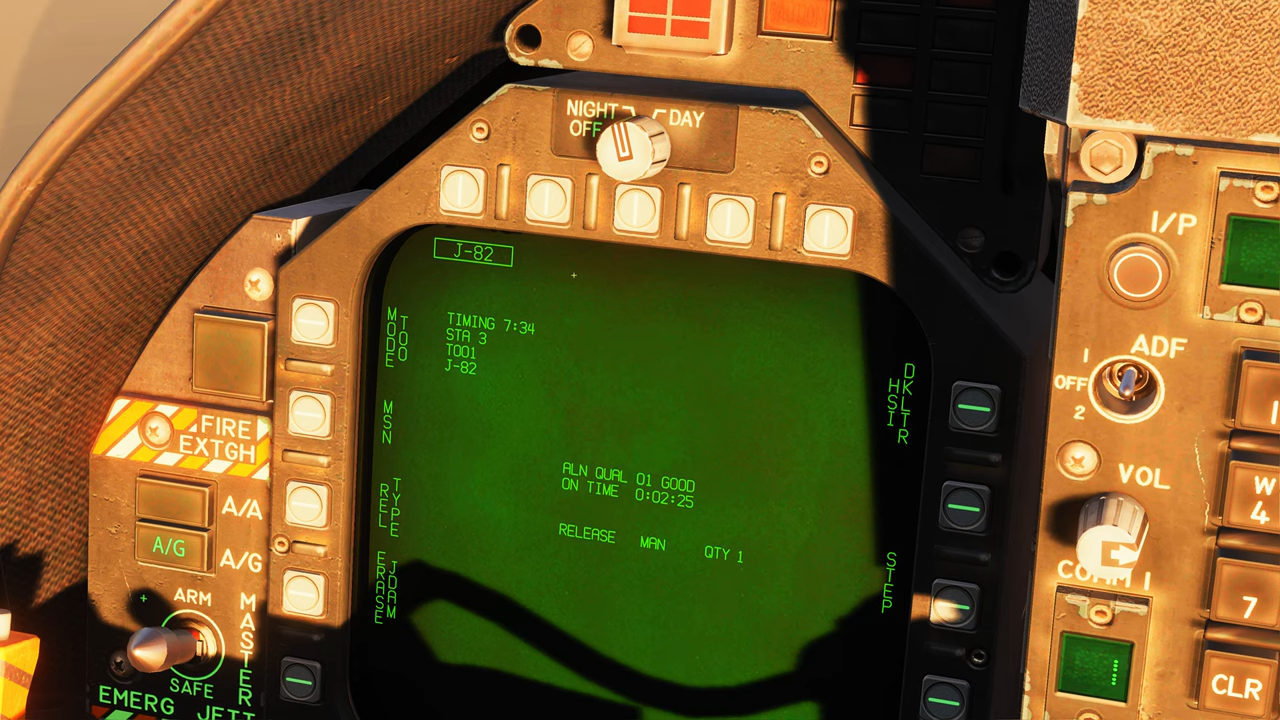 NIGHT
DAY
OFF
I/P
J-82
TIMING 7:34
STA 3
T001
J-82
MODE
TOO
MSN
REL
TYPE
ERASE
JDAM
DKLTR
HSI
STEP
ALN QUAL 01 GOOD
ON TIME 0:02:25
RELEASE MAN QTY 1
FIRE
EXTGH
A/A
A/G
A/G
ARM
MASTER
SAFE
EMERG JETT
ADF
1
OFF
2
VOL
COMM 1
1
W
4
7
CLR